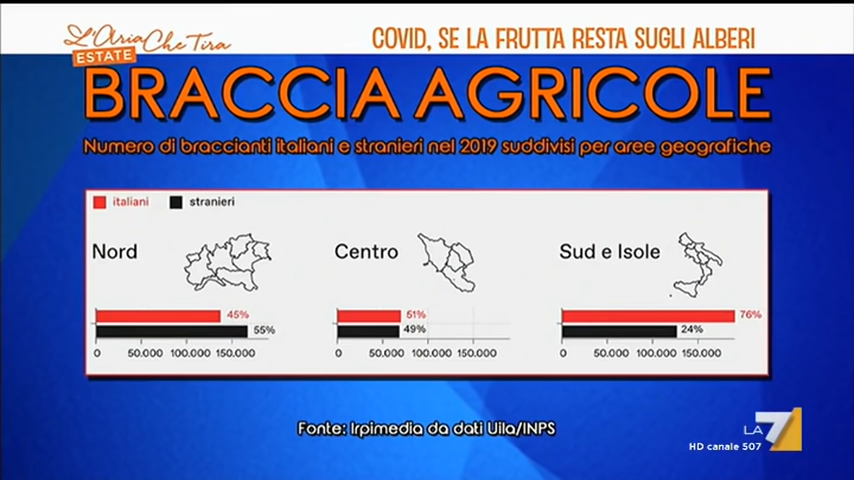 L'Aria Che Tira
ESTATE
COVID, SE LA FRUTTA RESTA SUGLI ALBERI
BRACCIA AGRICOLE
Numero di braccianti italiani e stranieri nel 2019 suddivisi per aree geografiche
italiani stranieri
Nord Centro Sud e Isole
45% 51% 76%
55% 49% 24%
0 50.000 100.000 150.000 0 50.000 100.000 150.000 0 50.000 100.000 150.000
Fonte: Irpimedia da dati Uila/INPS
LA 7
HD canale 507